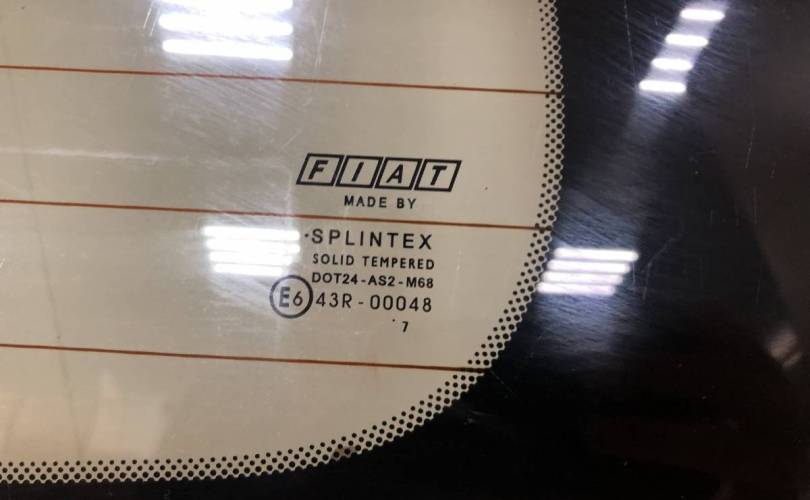 FIAT
MADE BY
·SPLINTEX
SOLID TEMPERED
DOT24-AS2-M68
E6 43R-00048
. 7